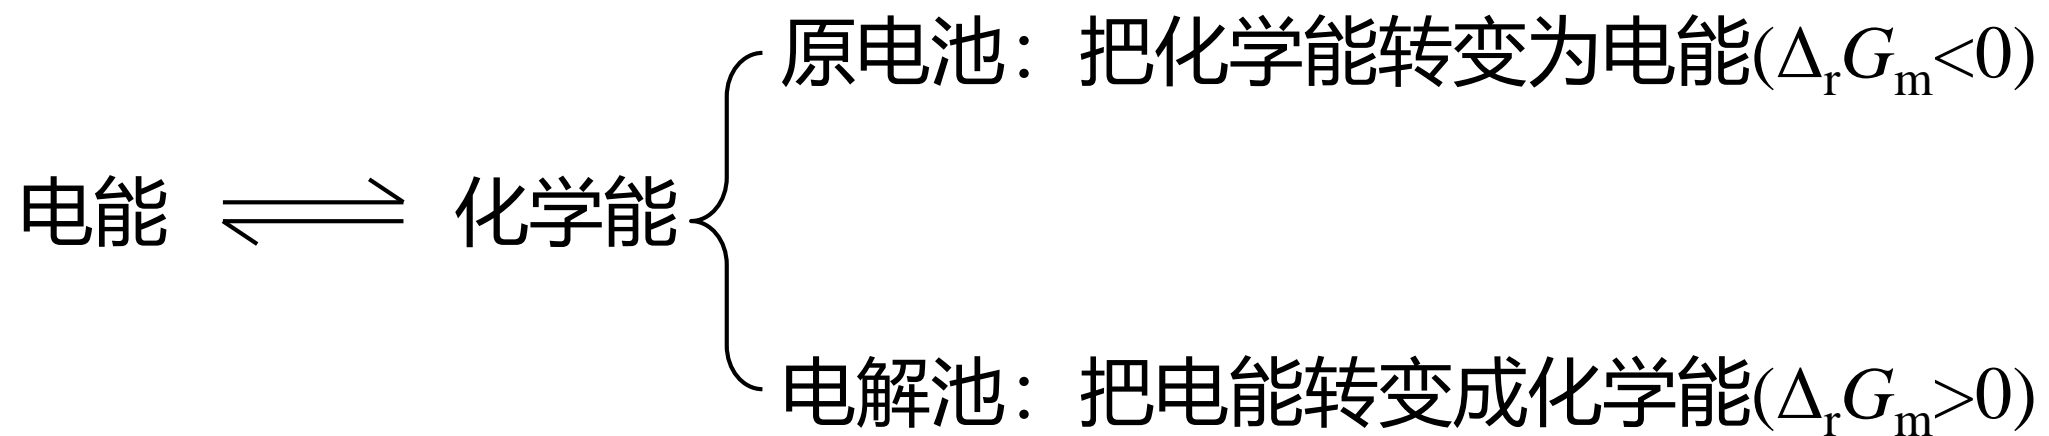 原电池：把化学能转变为电能(ΔrGm<0)
电能 ⇌ 化学能
电解池：把电能转变成化学能(ΔrGm>0)